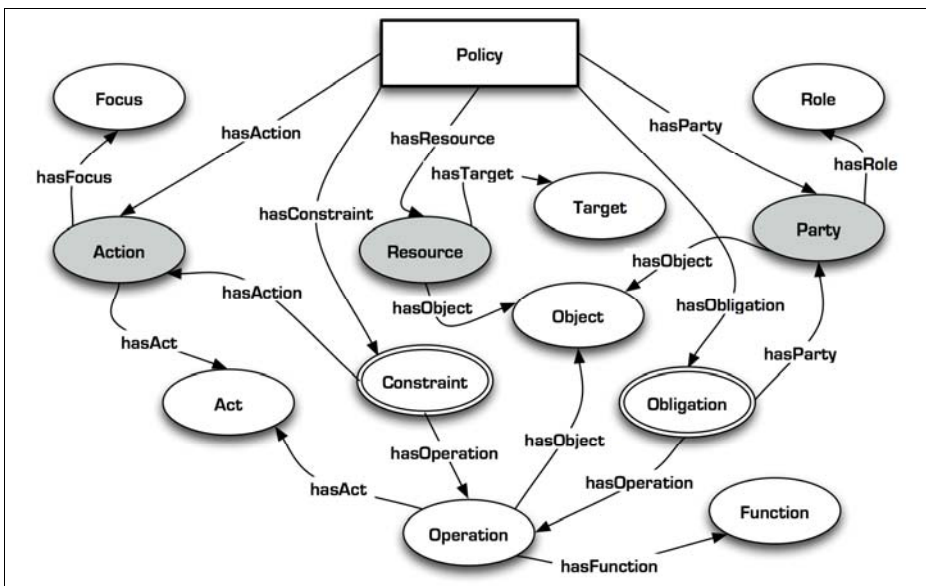 Policy
Focus
Role
hasAction
hasResource
hasParty
hasFocus
hasTarget
hasRole
Target
hasConstraint
Action
Resource
Party
hasObject
hasAction
hasObject
Object
hasObligation
hasAct
hasParty
Constraint
Act
Obligation
hasObject
hasOperation
hasOperation
hasAct
Operation
Function
hasFunction